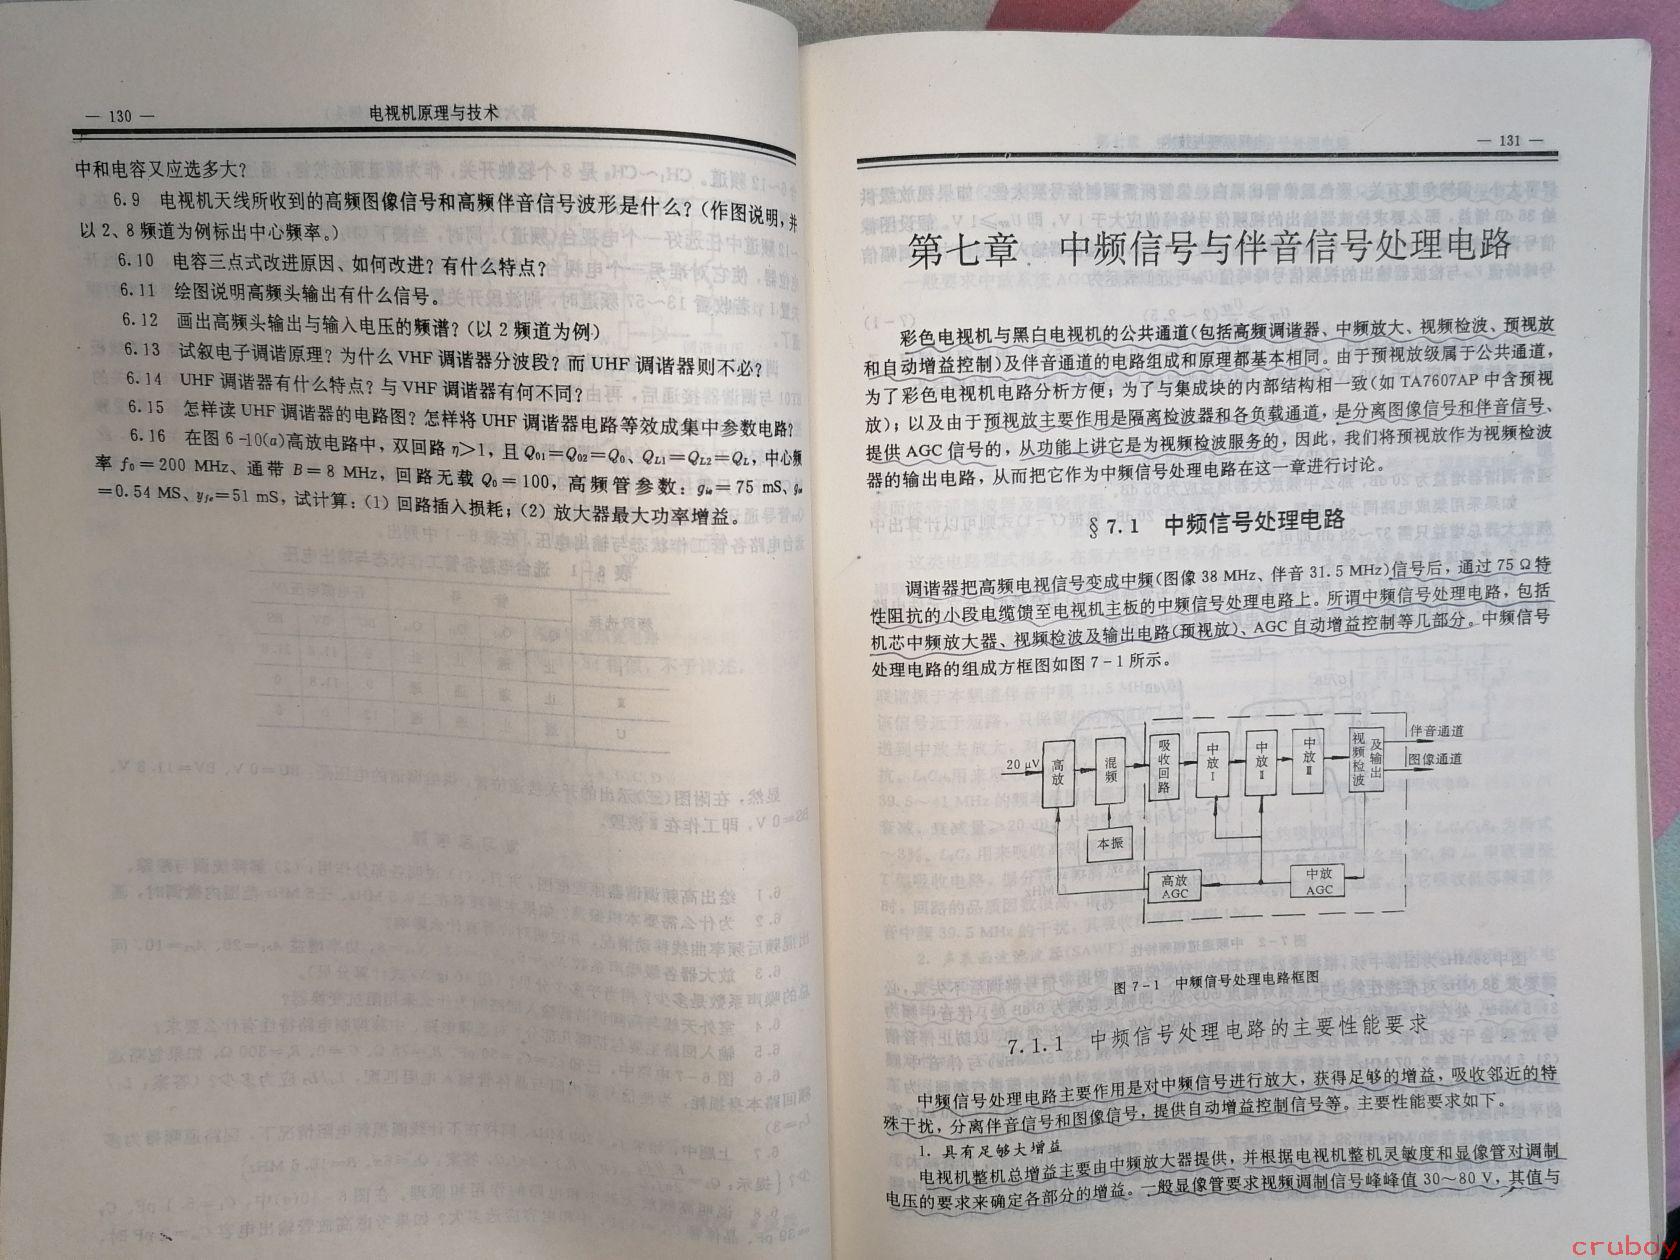 — 130 —
电视机原理与技术
中和电容又应选多大?
6.9 电视机天线所收到的高频图像信号和高频伴音信号波形是什么?(作图说明,并
以2、8频道为例标出中心频率。)
6.10 电容三点式改进原因、如何改进?有什么特点?
6.11 绘图说明高频头输出有什么信号。
6.12 画出高频头输出与输入电压的频谱?(以2频道为例)
6.13 试叙电子调谐原理?为什么VHF调谐器分波段?而UHF调谐器则不必?
6.14 UHF调谐器有什么特点?与VHF调谐器有何不同?
6.15 怎样读UHF调谐器的电路图?怎样将UHF调谐器电路等效成集中参数电路?
6.16 在图6-10(a)高放电路中,双回路η>1,且Q01=Q02=Q0、QL1=QL2=QL,中心频
率f0=200 MHz、通带B=8 MHz,回路无载Q0=100,高频管参数:gie=75 mS、
=0.54 MS、yfe=51 mS,试计算:(1)回路插入损耗;(2)放大器最大功率增益。
— 131 —
第七章 中频信号与伴音信号处理电路
彩色电视机与黑白电视机的公共通道(包括高频调谐器、中频放大、视频检波、预视放
和自动增益控制)及伴音通道的电路组成和原理都基本相同。由于预视放级属于公共通道,
为了彩色电视机电路分析方便;为了与集成块的内部结构相一致(如TA7607AP中含预视
放);以及由于预视放主要作用是隔离检波器和各负载通道,是分离图像信号和伴音信号、
提供AGC信号的,从功能上讲它是为视频检波服务的,因此,我们将预视放作为视频检波
器的输出电路,从而把它作为中频信号处理电路在这一章进行讨论。
§7.1 中频信号处理电路
调谐器把高频电视信号变成中频(图像38 MHz、伴音31.5 MHz)信号后,通过75 Ω特
性阻抗的小段电缆馈至电视机主板的中频信号处理电路上。所谓中频信号处理电路,包括
机芯中频放大器、视频检波及输出电路(预视放)、AGC自动增益控制等几部分。中频信号
处理电路的组成方框图如图7-1所示。
20 μV
高放
混频
吸收回路
中放Ⅰ
中放Ⅱ
中放Ⅲ
视频检波及输出
伴音通道
图像通道
本振
高放
AGC
中放
AGC
图7-1 中频信号处理电路框图
7.1.1 中频信号处理电路的主要性能要求
中频信号处理电路主要作用是对中频信号进行放大,获得足够的增益,吸收邻近的特
殊干扰,分离伴音信号和图像信号,提供自动增益控制信号等。主要性能要求如下。
1. 具有足够大增益
电视机整机总增益主要由中频放大器提供,并根据电视机整机灵敏度和显像管对调制
电压的要求来确定各部分的增益。一般显像管要求视频调制信号峰峰值30～80 V,其值与
cruboy